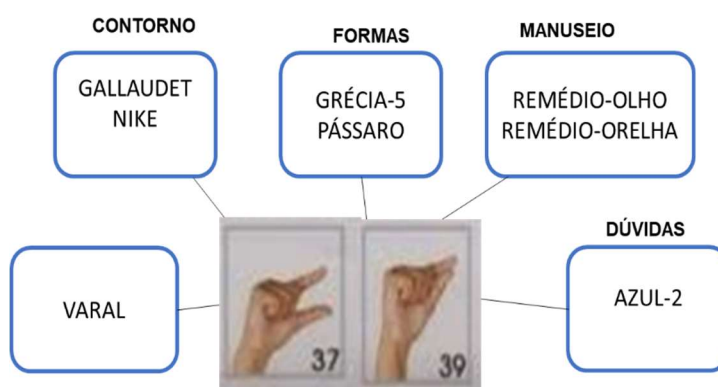 CONTORNO
FORMAS
MANUSEIO
GALLAUDET
NIKE
GRÉCIA-5
PÁSSARO
REMÉDIO-OLHO
REMÉDIO-ORELHA
DÚVIDAS
VARAL
AZUL-2
37
39